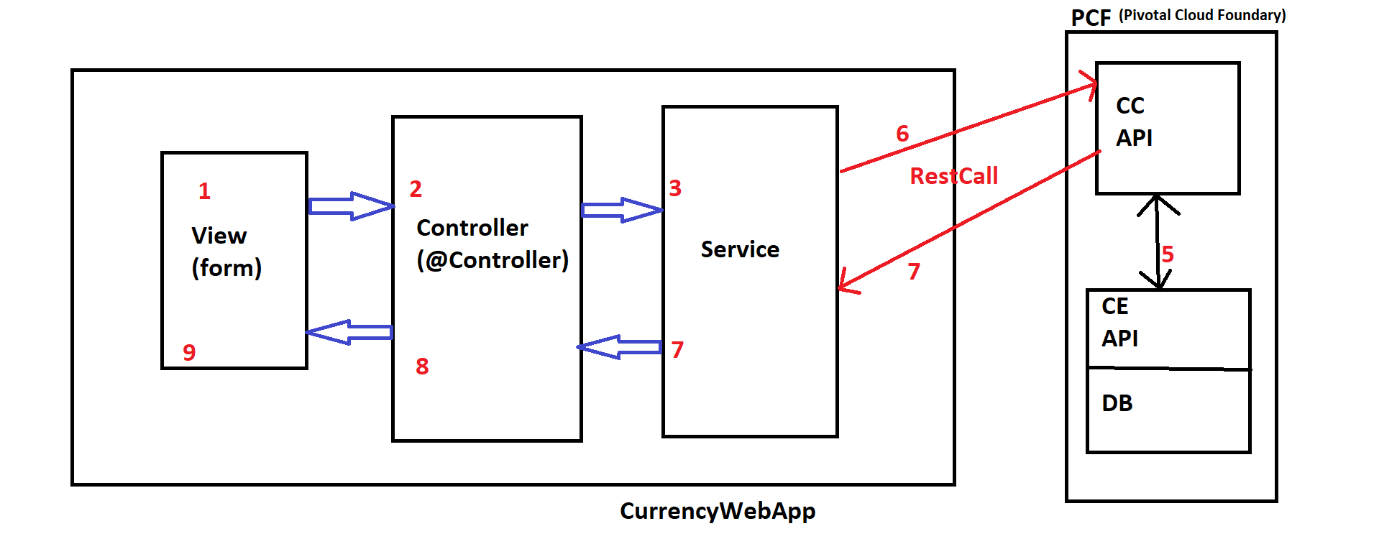 PCF (Pivotal Cloud Foundary)
1
View
(form)
9
2
Controller
(@Controller)
8
3
Service
7
6
RestCall
7
CC
API
5
CE
API
DB
CurrencyWebApp